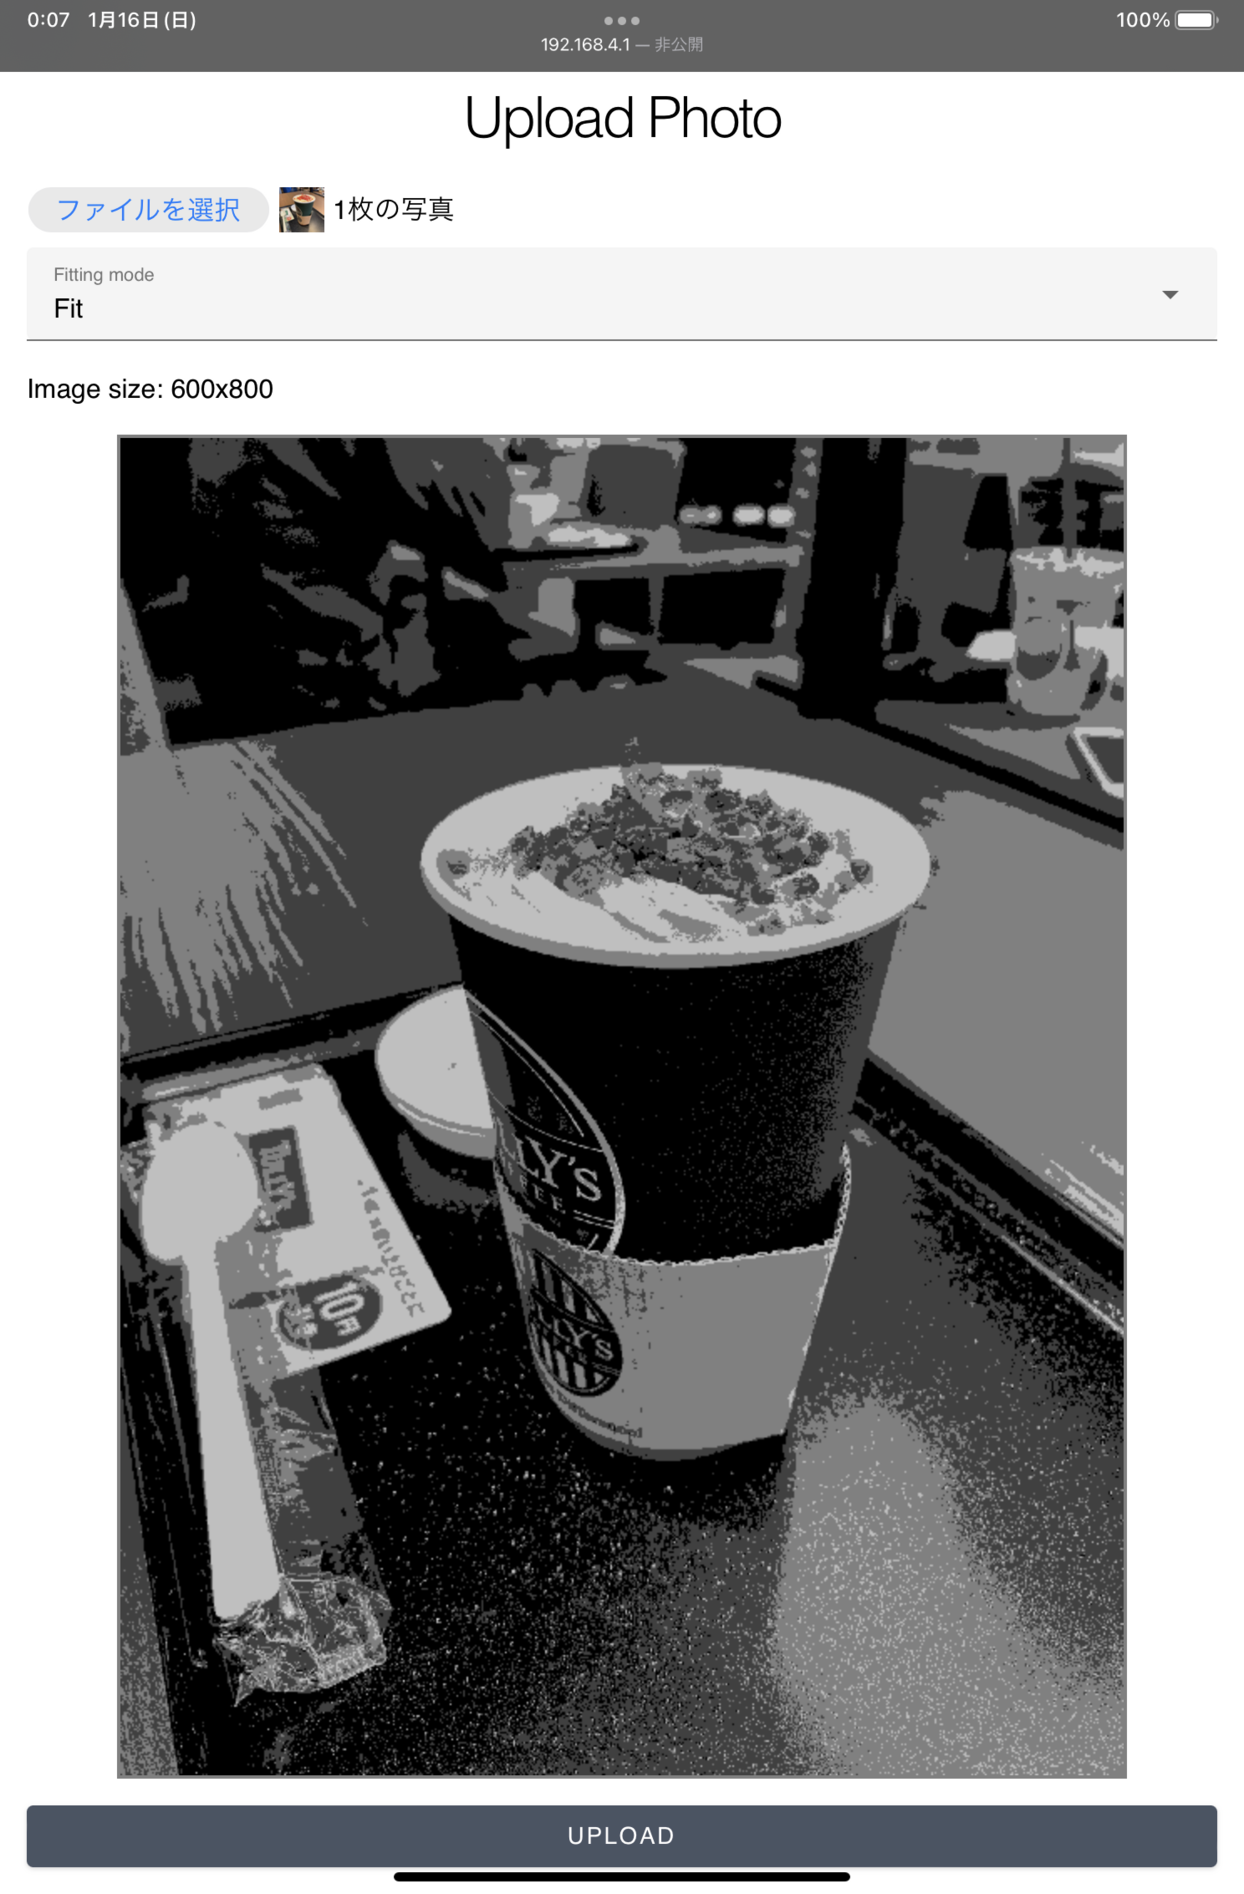 0:07 1月16日(日)
100%
192.168.4.1 — 非公開
Upload Photo
ファイルを選択 1枚の写真
Fitting mode
Fit
Image size: 600x800
LY'S
LLY'S
10円
UPLOAD